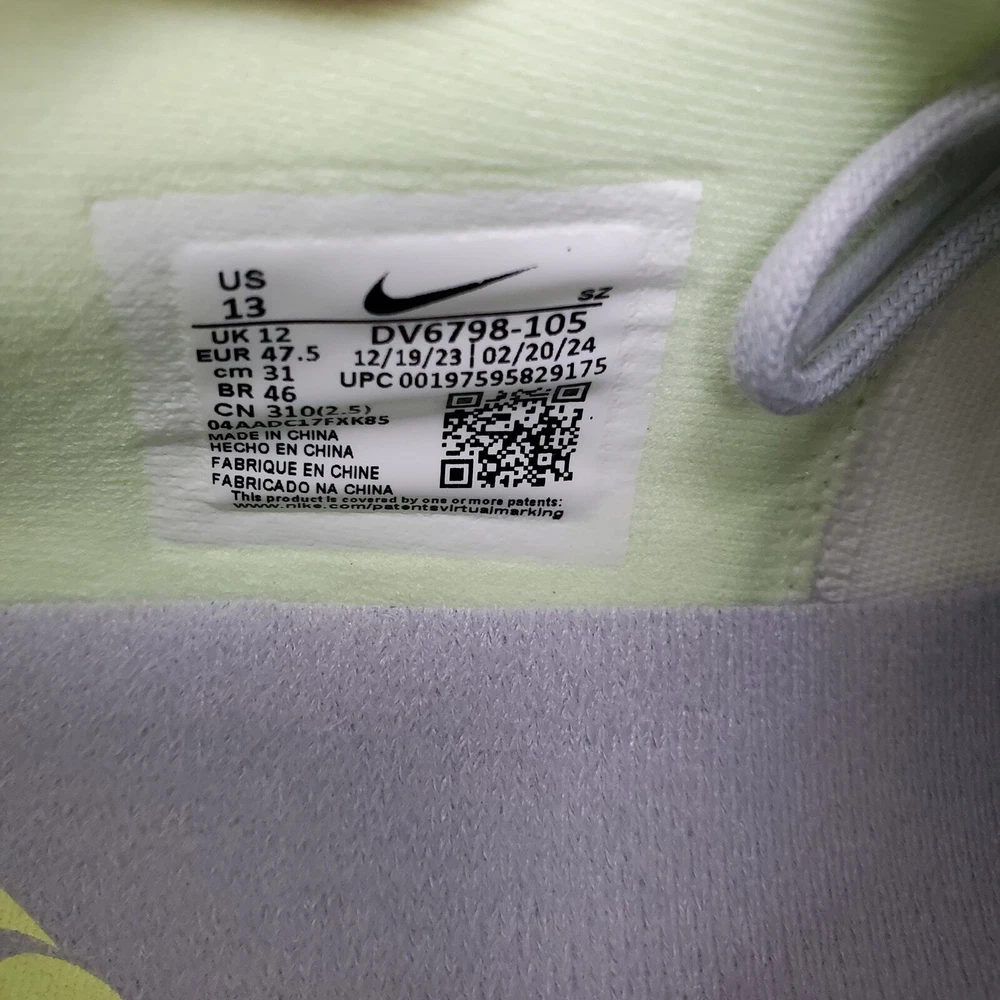 US
13
SZ
UK 12
DV6798-105
EUR 47.5
12/19/23 | 02/20/24
cm 31
UPC 00197595829175
BR 46
CN 310(2.5)
04AADC17FXK85
MADE IN CHINA
HECHO EN CHINA
FABRIQUE EN CHINE
FABRICADO NA CHINA
This product is covered by one or more patents:
www.nike.com/patentsvirtualmarking